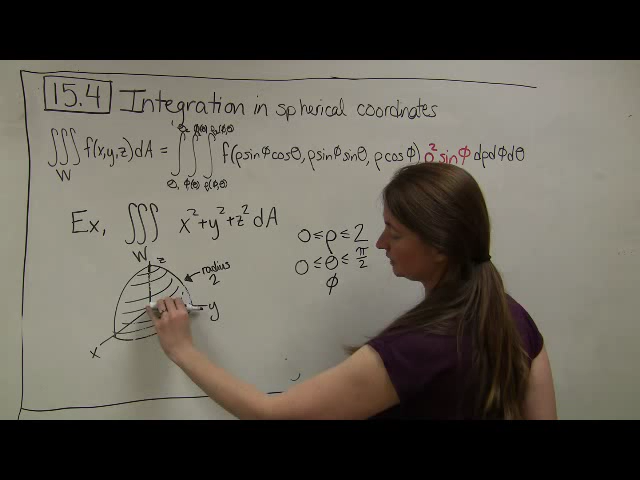 15.4 Integration in spherical coordinates
∭ f(x,y,z)dA = ∫∫∫ f(ρsinφcosθ, ρsinφsinθ, ρcosφ) ρ² sinφ dρdφdθ
W
Ex, ∭ x²+y²+z² dA
W
0≤ρ≤2
0≤θ≤π/2
φ
z
radius
2
y
x